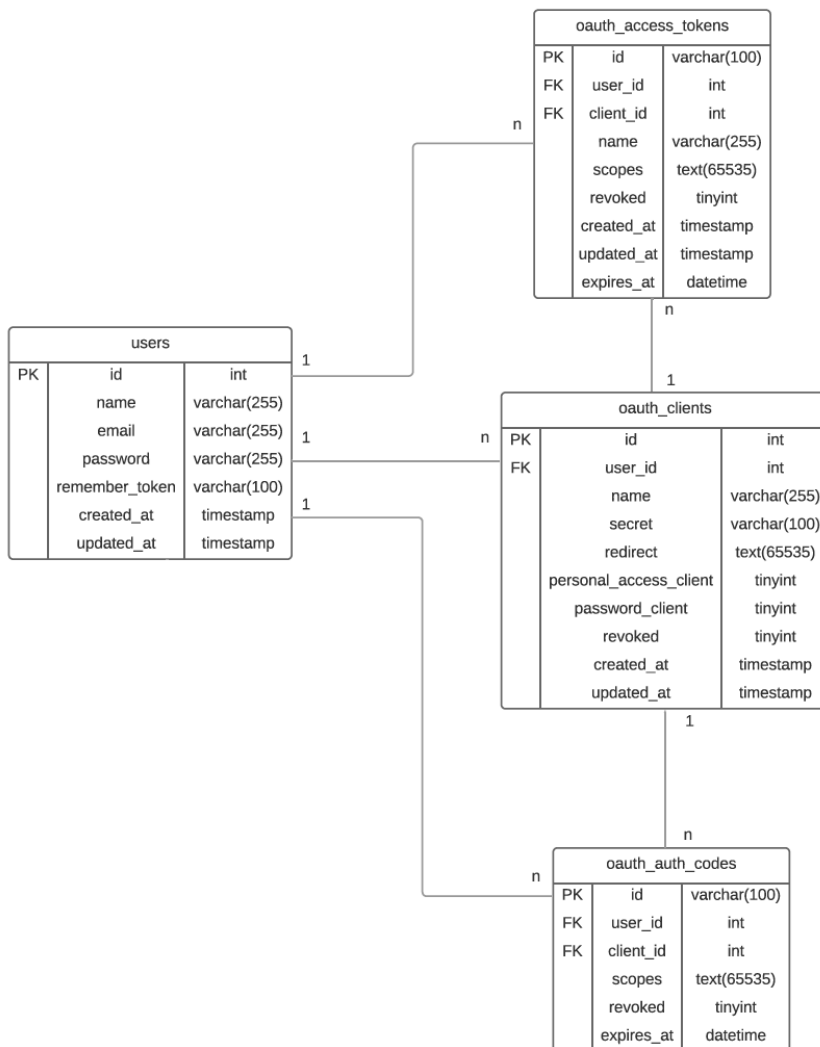 oauth_access_tokens
PK id varchar(100)
FK user_id int
FK client_id int
name varchar(255)
scopes text(65535)
revoked tinyint
created_at timestamp
updated_at timestamp
expires_at datetime
n
n
1
users
PK id int
name varchar(255)
email varchar(255)
password varchar(255)
remember_token varchar(100)
created_at timestamp
updated_at timestamp
1
1
1
n
oauth_clients
PK id int
FK user_id int
name varchar(255)
secret varchar(100)
redirect text(65535)
personal_access_client tinyint
password_client tinyint
revoked tinyint
created_at timestamp
updated_at timestamp
1
n
n
oauth_auth_codes
PK id varchar(100)
FK user_id int
FK client_id int
scopes text(65535)
revoked tinyint
expires_at datetime